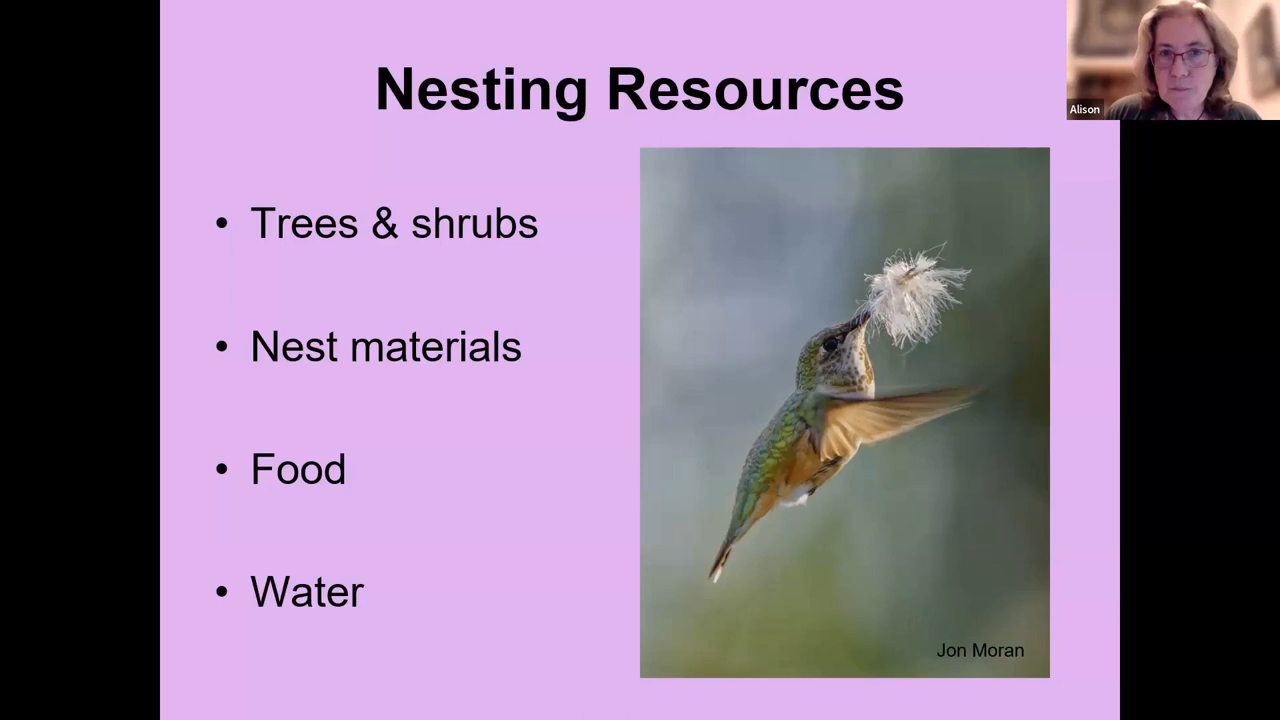 Nesting Resources
Alison
• Trees & shrubs
• Nest materials
• Food
• Water
Jon Moran